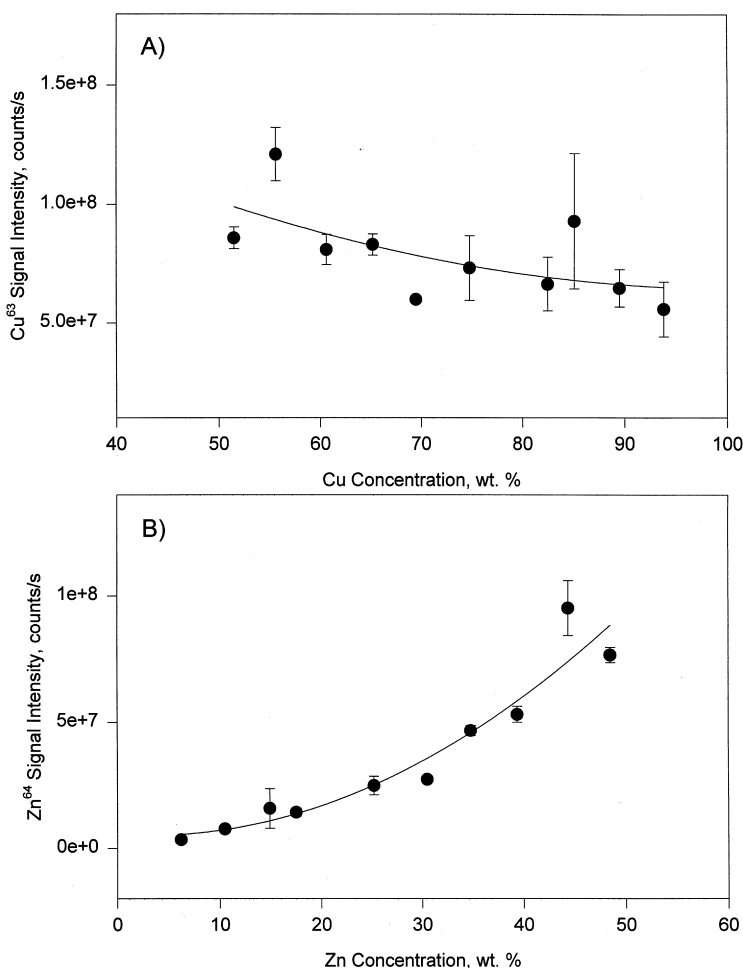 A)
Cu63 Signal Intensity, counts/s
1.5e+8
1.0e+8
5.0e+7
40 50 60 70 80 90 100
Cu Concentration, wt. %
B)
Zn64 Signal Intensity, counts/s
1e+8
5e+7
0e+0
0 10 20 30 40 50 60
Zn Concentration, wt. %